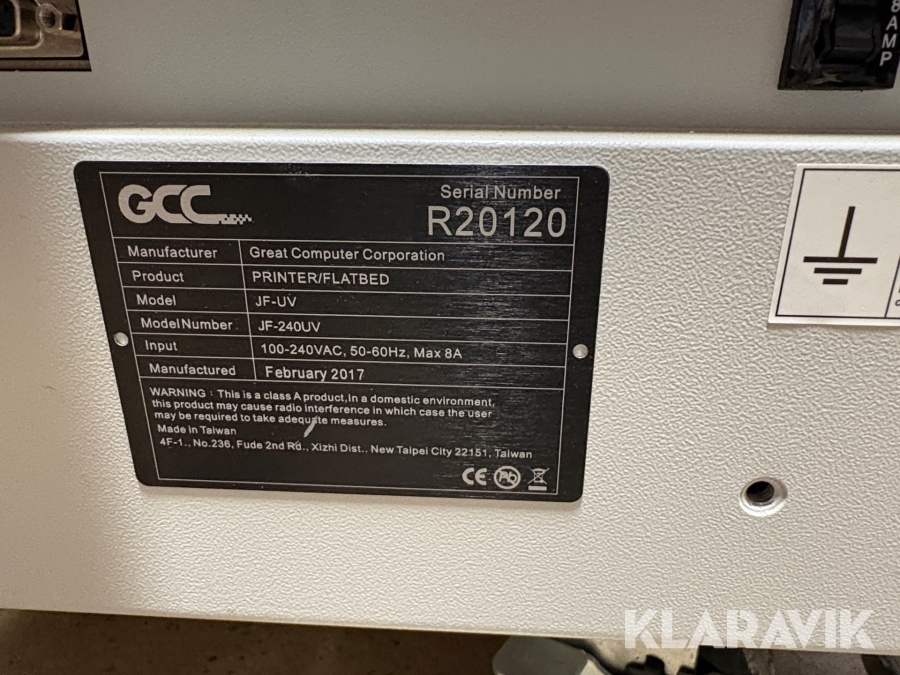 8 AMP
GCC
Serial Number
R20120
Manufacturer Great Computer Corporation
Product PRINTER/FLATBED
Model JF-UV
Model Number JF-240UV
Input 100-240VAC, 50-60Hz, Max 8A
Manufactured February 2017
WARNING : This is a class A product,In a domestic environment,
this product may cause radio interference in which case the user
may be required to take adequate measures.
Made in Taiwan
4F-1., No.236, Fude 2nd Rd., Xizhi Dist., New Taipei City 22151, Taiwan
CE Pb
KLARAVIK